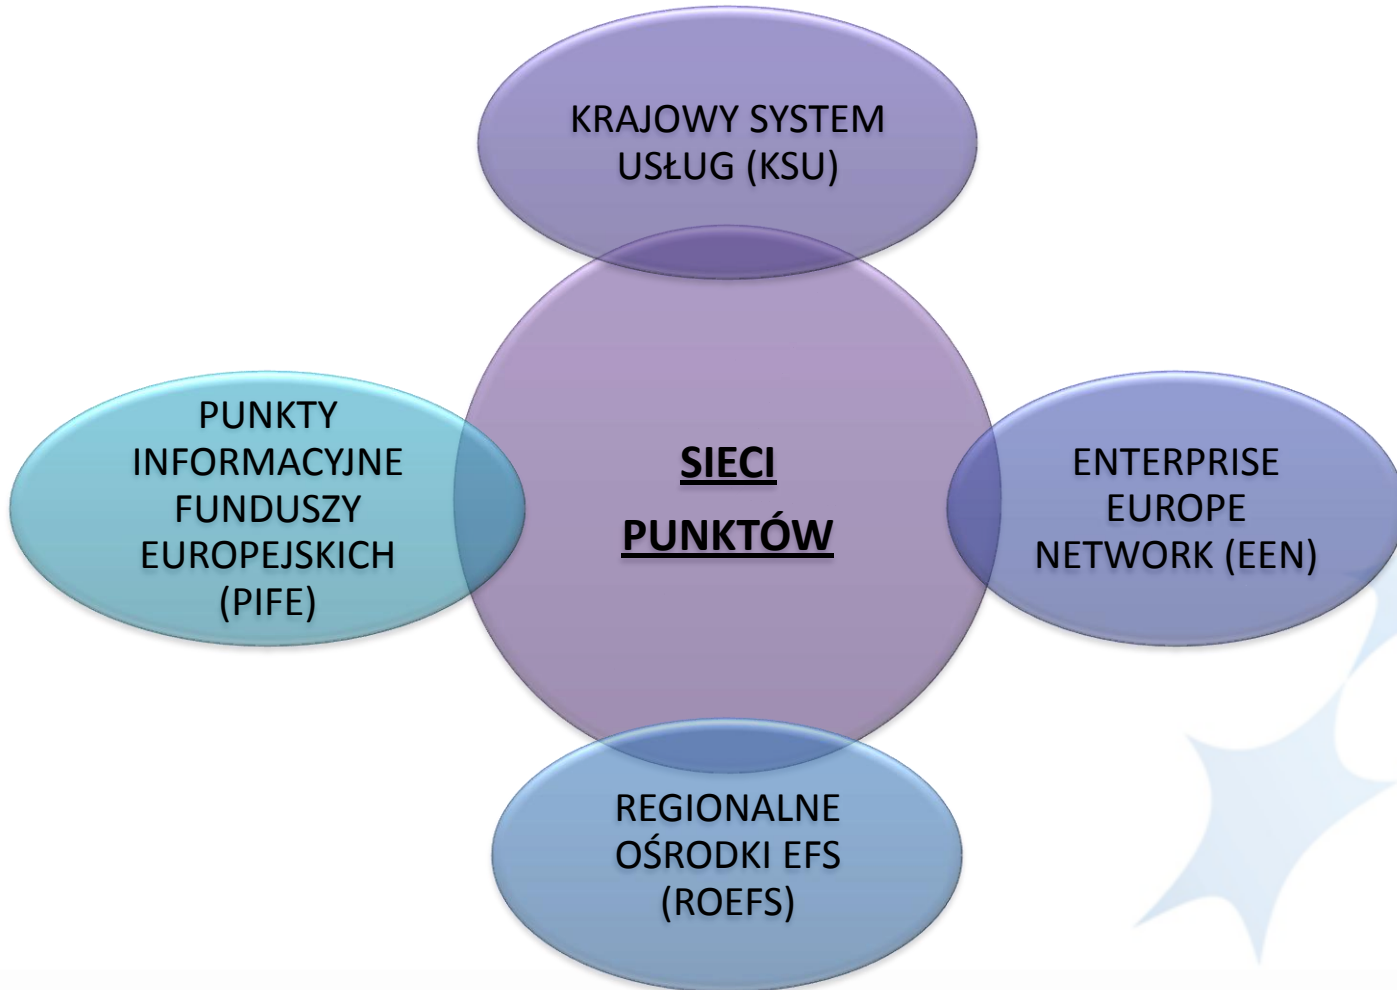 KRAJOWY SYSTEM
USŁUG (KSU)
PUNKTY
INFORMACYJNE
FUNDUSZY
EUROPEJSKICH
(PIFE)
SIECI
PUNKTÓW
ENTERPRISE
EUROPE
NETWORK (EEN)
REGIONALNE
OŚRODKI EFS
(ROEFS)